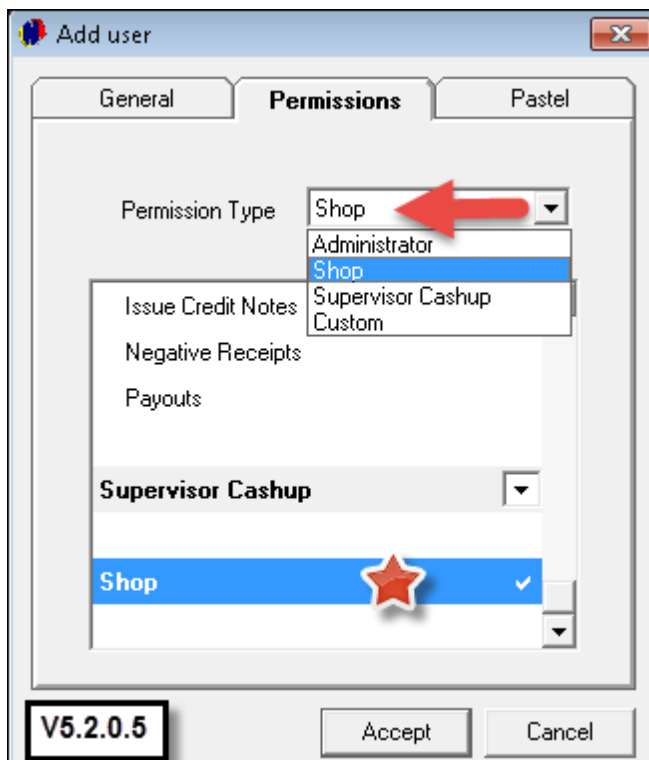 Add user
General Permissions Pastel
Permission Type Shop
Administrator
Shop
Supervisor Cashup
Custom
Issue Credit Notes
Negative Receipts
Payouts
Supervisor Cashup
Shop
V5.2.0.5
Accept Cancel